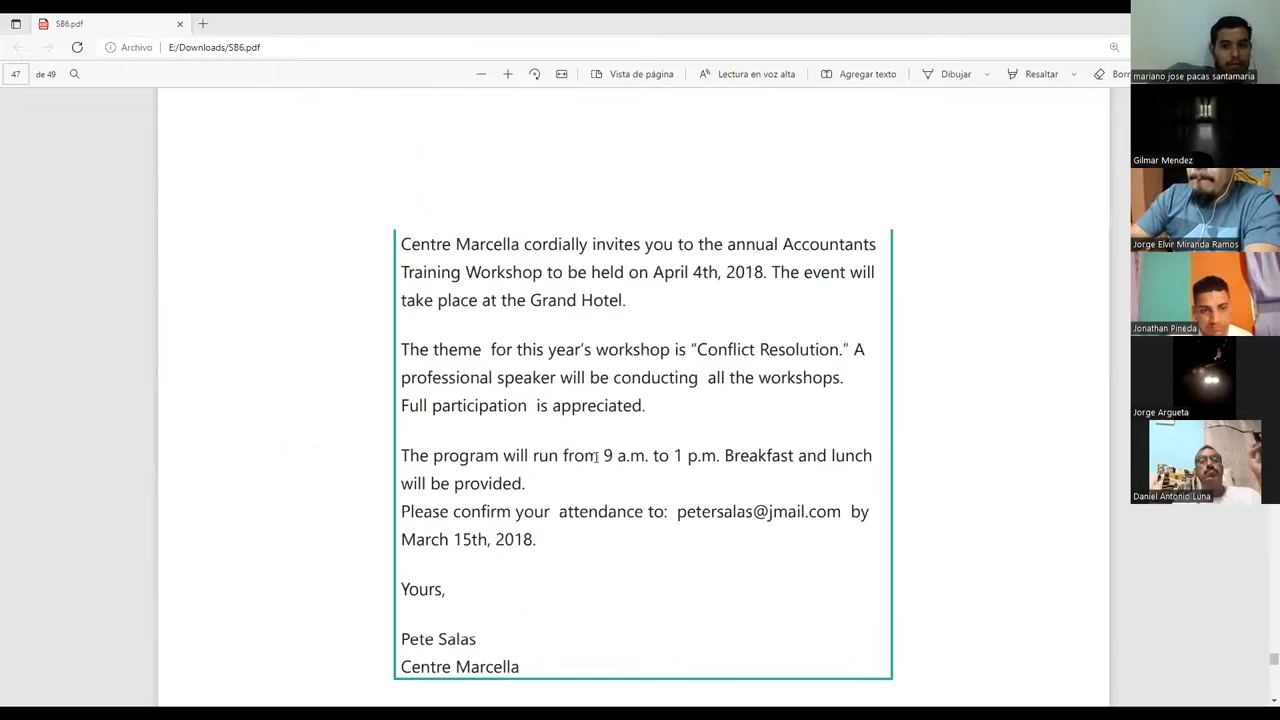 SB6.pdf
Archivo E:/Downloads/SB6.pdf
47 de 49 Vista de página Lectura en voz alta Agregar texto Dibujar Resaltar Borr
Centre Marcella cordially invites you to the annual Accountants
Training Workshop to be held on April 4th, 2018. The event will
take place at the Grand Hotel.
The theme for this year's workshop is “Conflict Resolution.” A
professional speaker will be conducting all the workshops.
Full participation is appreciated.
The program will run from 9 a.m. to 1 p.m. Breakfast and lunch
will be provided.
Please confirm your attendance to: petersalas@jmail.com by
March 15th, 2018.
Yours,
Pete Salas
Centre Marcella
mariano jose pacas santamaria
Gilmar Mendez
Jorge Elvir Miranda Ramos
Jonathan Pineda
Jorge Argueta
Daniel Antonio Luna